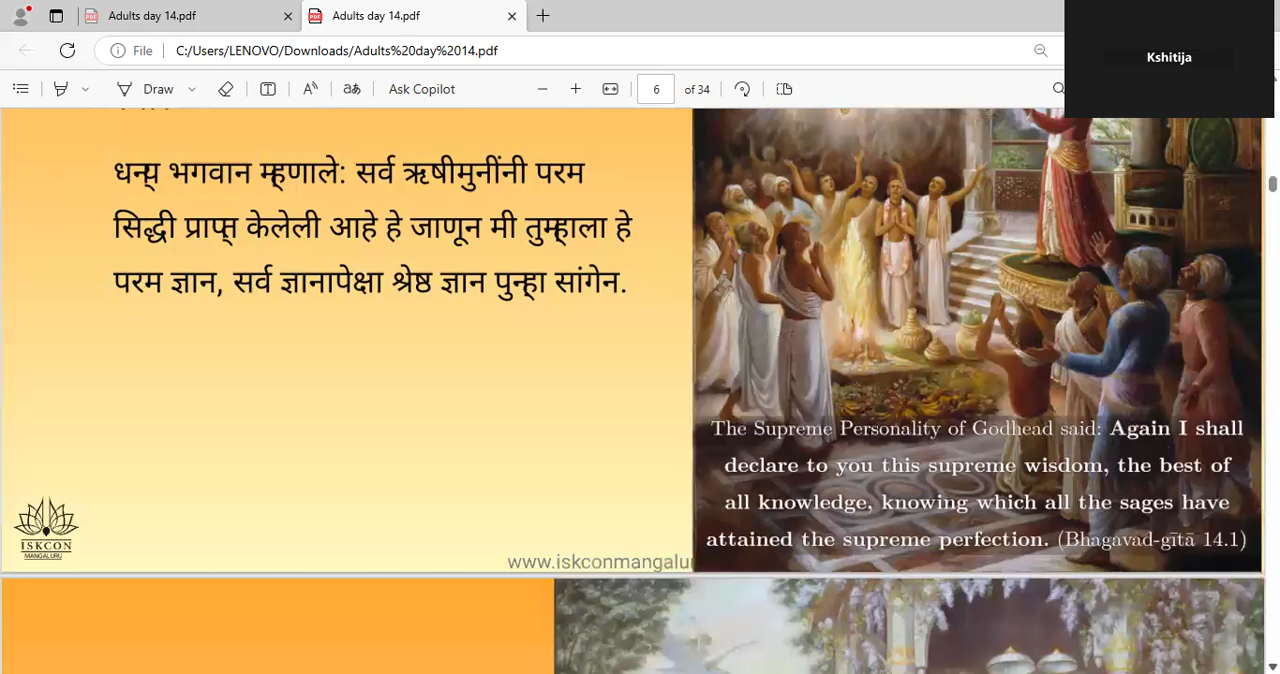 Adults day 14.pdf
Adults day 14.pdf
File
C:/Users/LENOVO/Downloads/Adults%20day%2014.pdf
Draw
Ask Copilot
6
of 34
Kshitija
धन्य भगवान म्हणाले: सर्व ऋषीमुनींनी परम
सिद्धी प्राप्त केलेली आहे हे जाणून मी तुम्हाला हे
परम ज्ञान, सर्व ज्ञानापेक्षा श्रेष्ठ ज्ञान पुन्हा सांगेन.
The Supreme Personality of Godhead said: Again I shall
declare to you this supreme wisdom, the best of
all knowledge, knowing which all the sages have
attained the supreme perfection. (Bhagavad-gītā 14.1)
ISKCON
MANGALURU
www.iskconmangalu